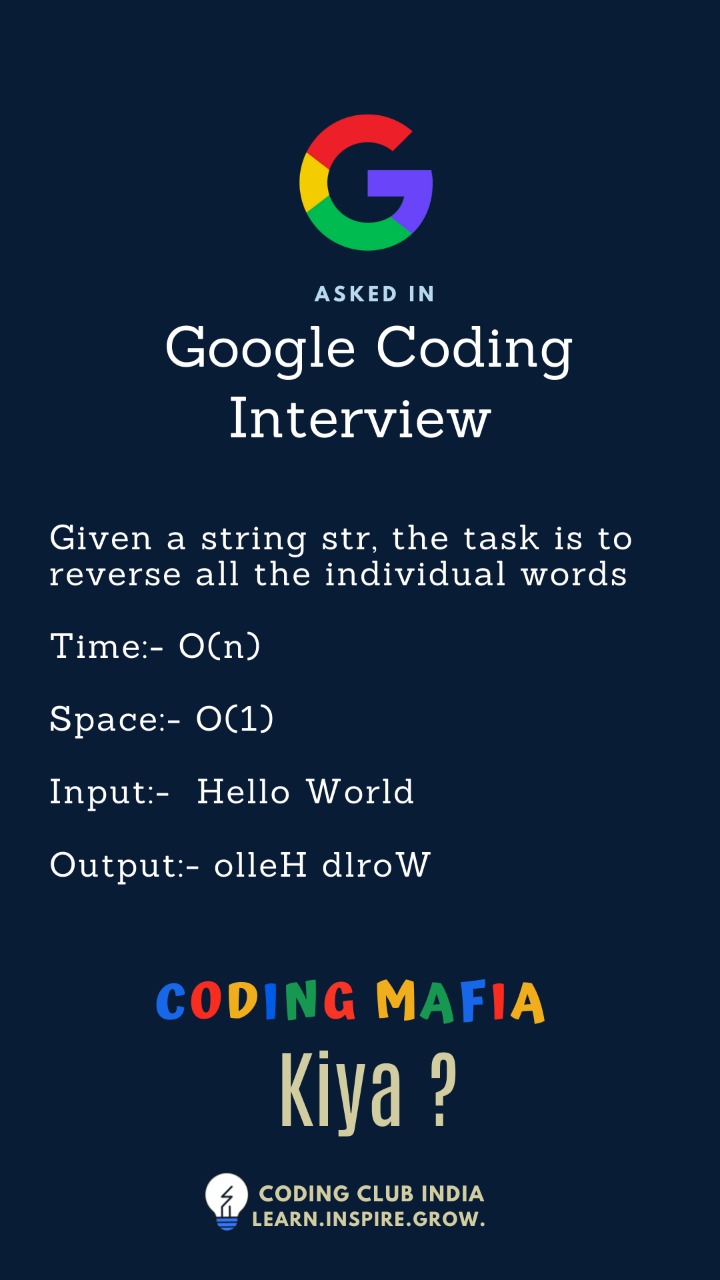 G
ASKED IN
Google Coding
Interview
Given a string str, the task is to
reverse all the individual words
Time:- O(n)
Space:- O(1)
Input:- Hello World
Output:- olleH dlroW
CODING MAFIA
Kiya ?
CODING CLUB INDIA
LEARN.INSPIRE.GROW.